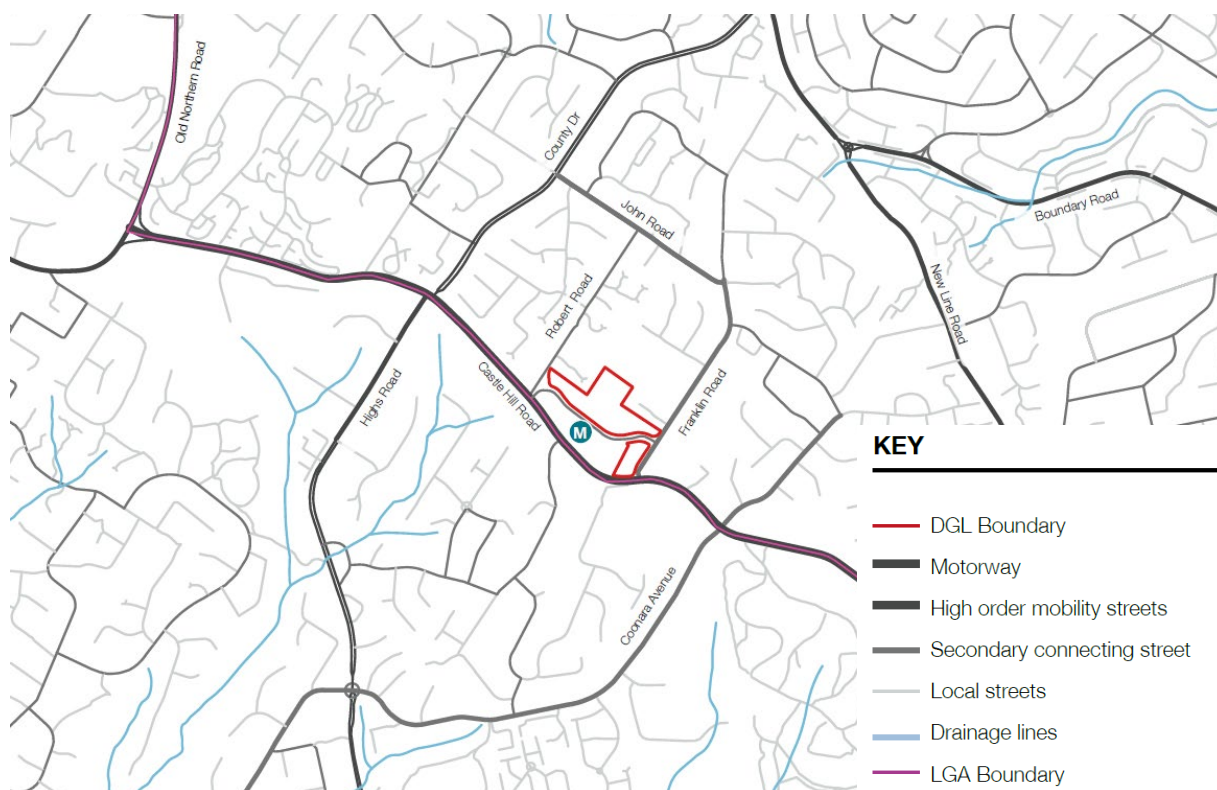 Old Northern Road
County Dr
John Road
Boundary Road
New Line Road
Robert Road
Castle Hill Road
Highs Road
Franklin Road
M
Coonara Avenue
KEY
DGL Boundary
Motorway
High order mobility streets
Secondary connecting street
Local streets
Drainage lines
LGA Boundary